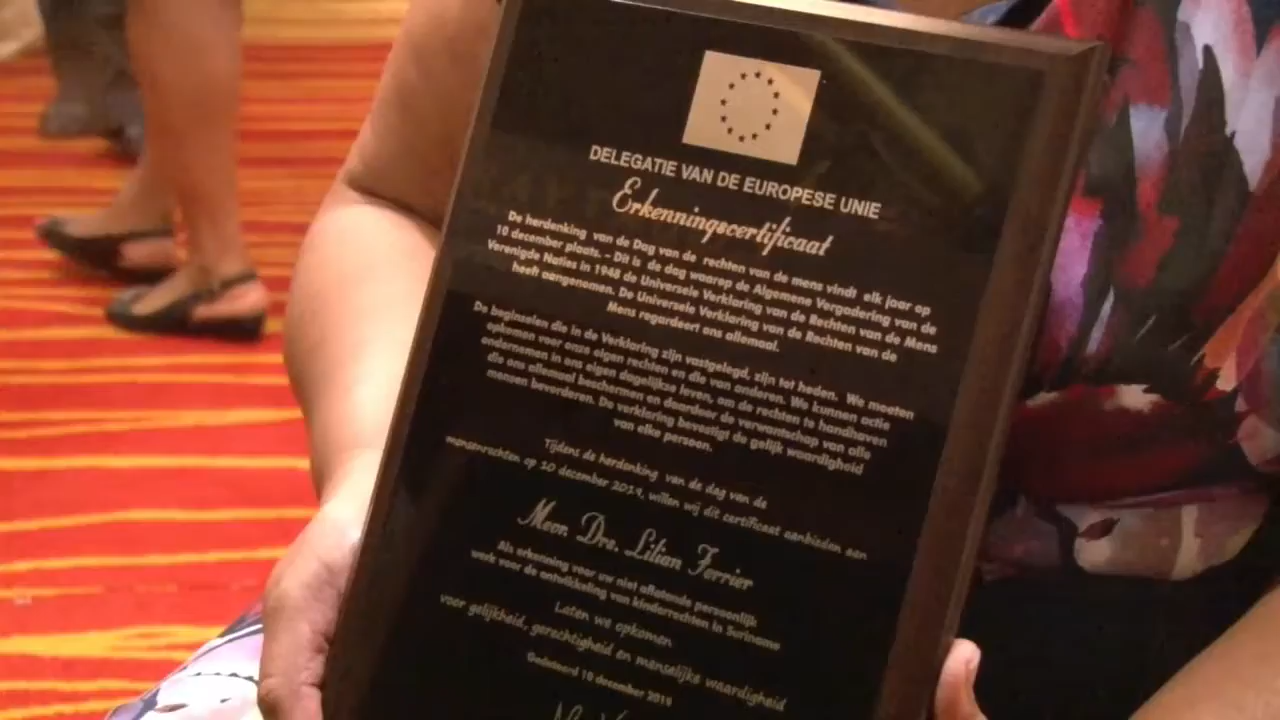 DELEGATIE VAN DE EUROPESE UNIE
Erkenningscertificaat
De herdenking van de Dag van de rechten van de mens vindt elk jaar op
10 december plaats. - Dit is de dag waarop de Algemene Vergadering van de
Verenigde Naties in 1948 de Universele Verklaring van de Rechten van de Mens
heeft aangenomen. De Universele Verklaring van de Rechten van de
Mens regardeert ons allemaal.
De beginselen die in de Verklaring zijn vastgelegd, zijn tot heden. We moeten
opkomen voor onze eigen rechten en die van anderen. We kunnen actie
ondernemen in ons eigen dagelijkse leven, om de rechten te handhaven
die ons allemaal beschermen en daardoor de verwantschap van alle
mensen bevorderen. De verklaring bevestigt de gelijk waardigheid
van elke persoon.
Tijdens de herdenking van de dag van de
mensenrechten op 10 december 2019, willen wij dit certificaat aanbieden aan
Mevr. Drs. Lilian Ferrier
Als erkenning voor uw niet aflatende persoonlijk
werk voor de ontwikkeling van kinderrechten in Suriname
Laten we opkomen
voor gelijkheid, gerechtigheid en menselijke waardigheid
Gedateerd 10 december 2019